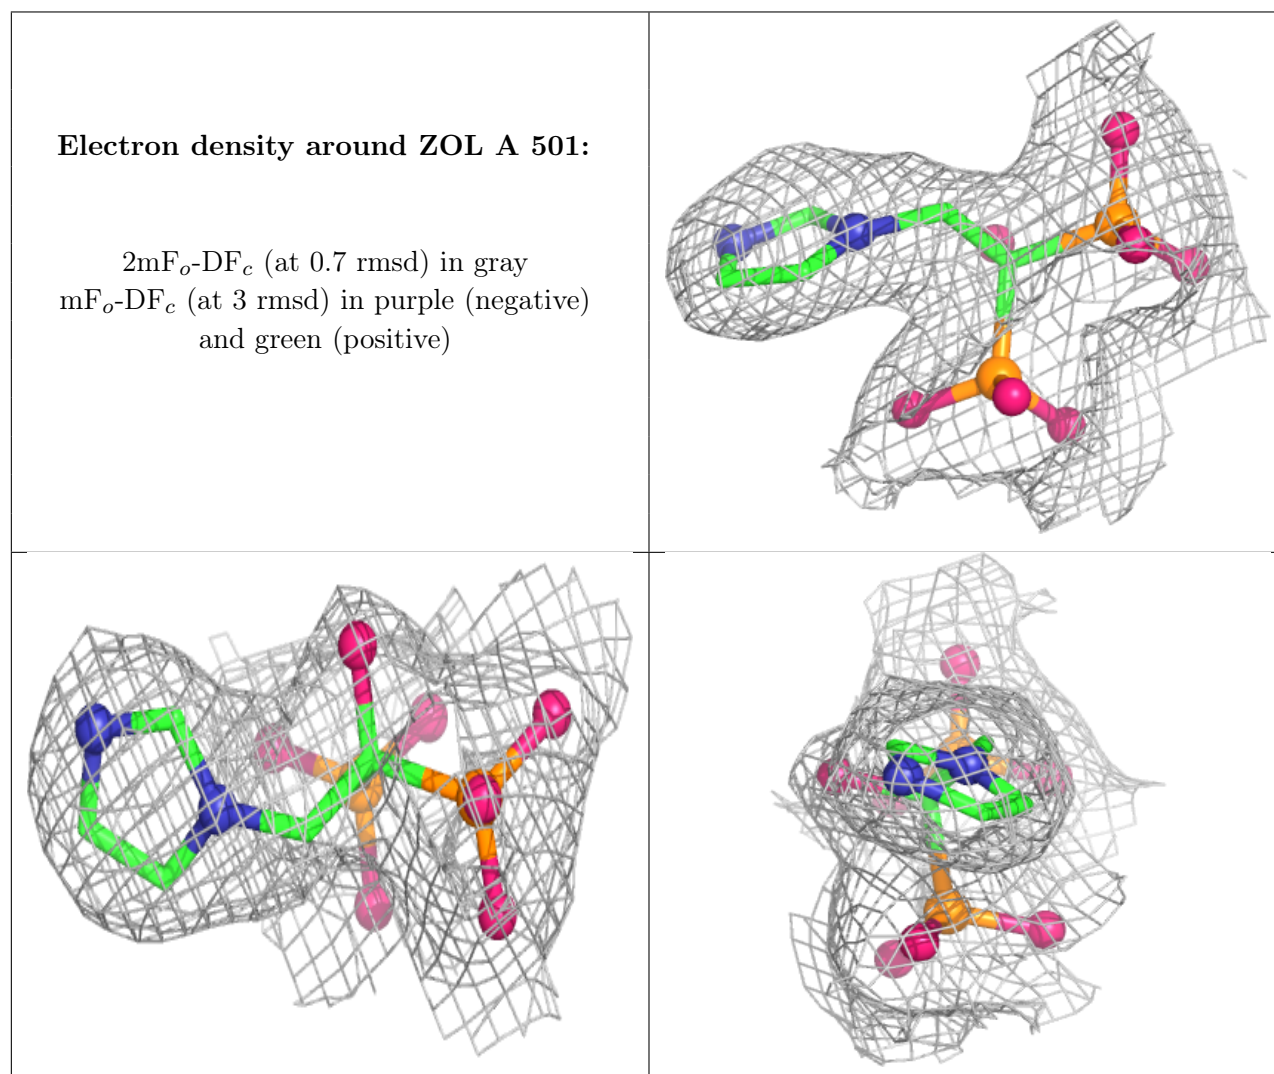 Electron density around ZOL A 501:
2mFo-DFc (at 0.7 rmsd) in gray
mFo-DFc (at 3 rmsd) in purple (negative)
and green (positive)